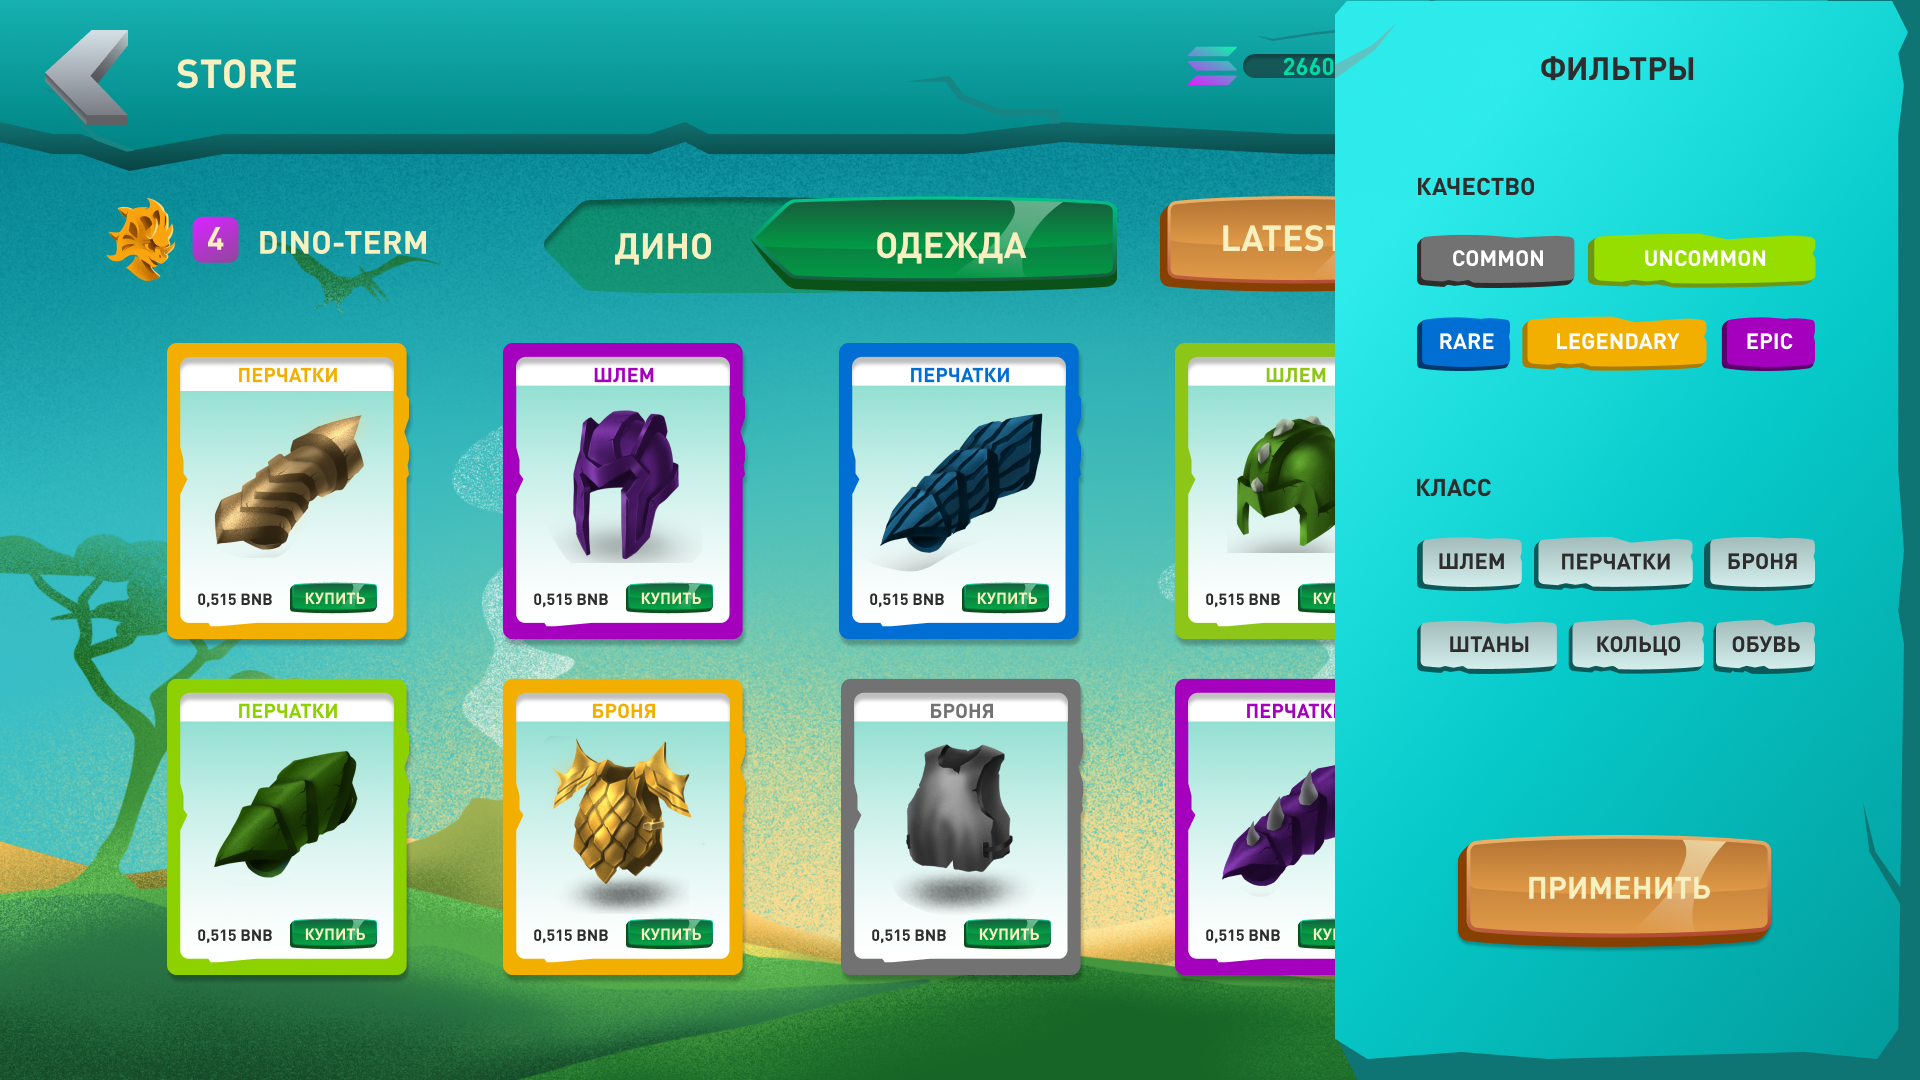 STORE
2660
ФИЛЬТРЫ
4 DINO-TERM
ДИНО
ОДЕЖДА
LATEST
КАЧЕСТВО
COMMON
UNCOMMON
RARE
LEGENDARY
EPIC
КЛАСС
ШЛЕМ
ПЕРЧАТКИ
БРОНЯ
ШТАНЫ
КОЛЬЦО
ОБУВЬ
ПРИМЕНИТЬ
ПЕРЧАТКИ
0,515 BNB
КУПИТЬ
ШЛЕМ
0,515 BNB
КУПИТЬ
ПЕРЧАТКИ
0,515 BNB
КУПИТЬ
ШЛЕМ
0,515 BNB
ПЕРЧАТКИ
0,515 BNB
КУПИТЬ
БРОНЯ
0,515 BNB
КУПИТЬ
БРОНЯ
0,515 BNB
КУПИТЬ
ПЕРЧАТК
0,515 BNB